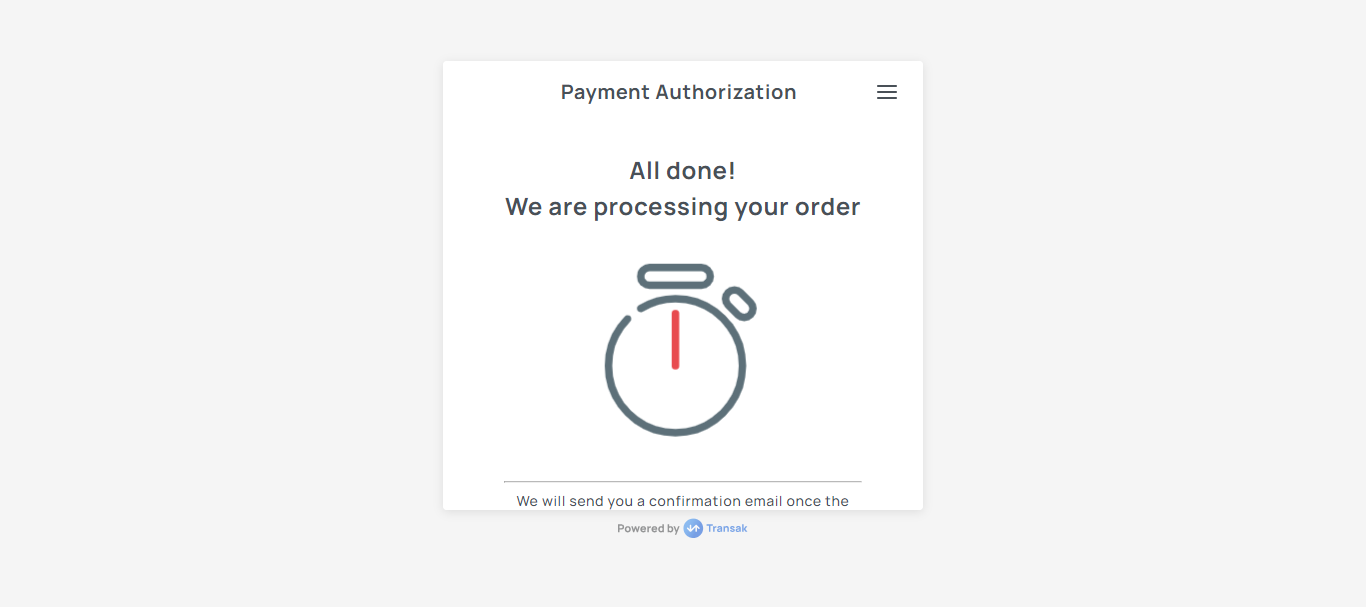 Payment Authorization
All done!
We are processing your order
We will send you a confirmation email once the
Powered by Transak